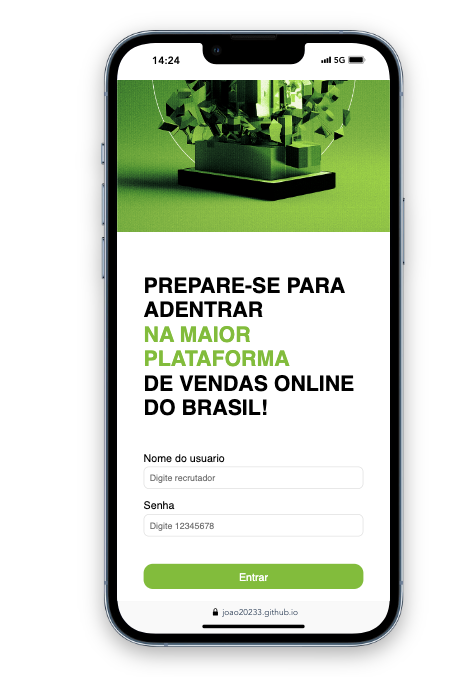 14:24
5G
PREPARE-SE PARA
ADENTRAR
NA MAIOR
PLATAFORMA
DE VENDAS ONLINE
DO BRASIL!
Nome do usuario
Digite recrutador
Senha
Digite 12345678
Entrar
joao20233.github.io